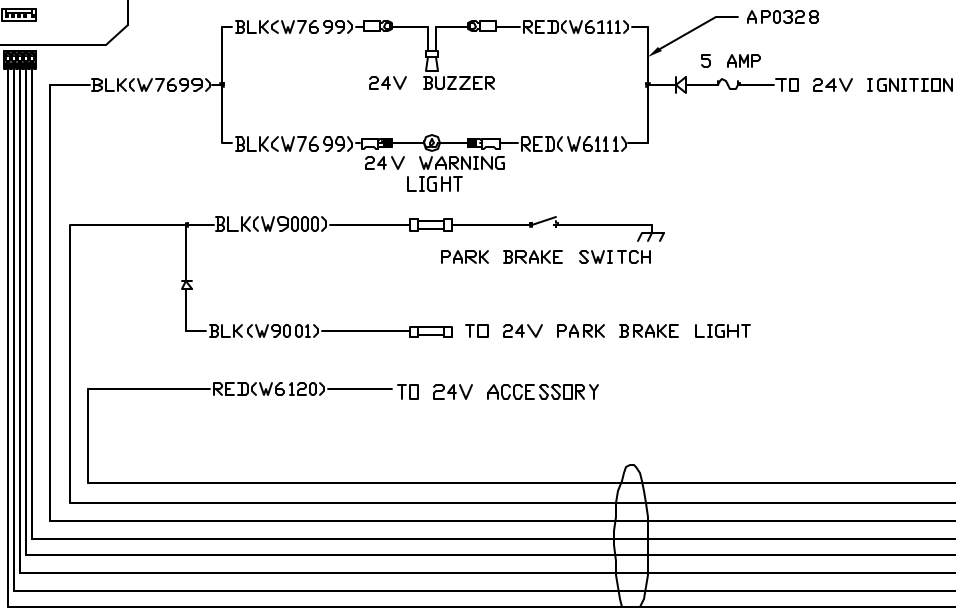 BLK(W7699) RED(W6111) AP0328
24V BUZZER 5 AMP
BLK(W7699) TO 24V IGNITION
BLK(W7699) RED(W6111)
24V WARNING
LIGHT
BLK(W9000)
PARK BRAKE SWITCH
BLK(W9001) TO 24V PARK BRAKE LIGHT
RED(W6120) TO 24V ACCESSORY